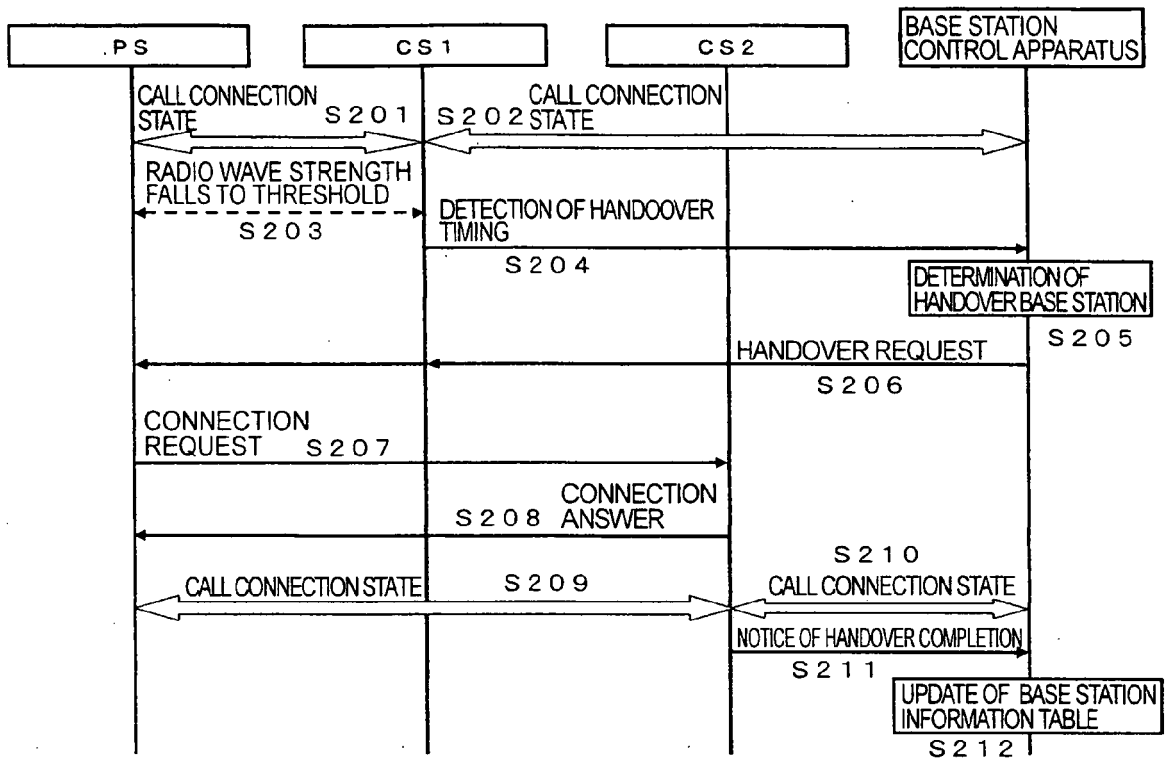 .PS
CS1
CS2
BASE STATION
CONTROL APPARATUS
CALL CONNECTION
STATE
S201
S202
CALL CONNECTION
STATE
RADIO WAVE STRENGTH
FALLS TO THRESHOLD
S203
DETECTION OF HANDOOVER
TIMING
S204
DETERMINATION OF
HANDOVER BASE STATION
S205
HANDOVER REQUEST
S206
CONNECTION
REQUEST S207
CONNECTION
S208 ANSWER
S210
CALL CONNECTION STATE S209
CALL CONNECTION STATE
NOTICE OF HANDOVER COMPLETION
S211
UPDATE OF BASE STATION
INFORMATION TABLE
S212